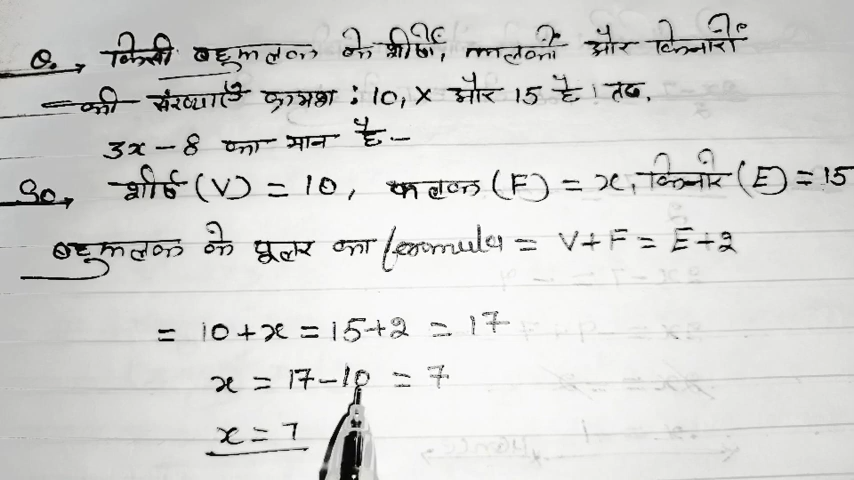 Q. किसी बहुफलक के शीर्षों, फलकों और किनारों
की संख्याएँ क्रमशः 10, x और 15 है। तब,
3x - 8 का मान है -
So, शीर्ष (V) = 10, फलक (F) = x, किनारे (E) = 15
बहुफलक के यूलर का formula = V+F = E+2
= 10+x = 15+2 = 17
x = 17-10 = 7
x = 7